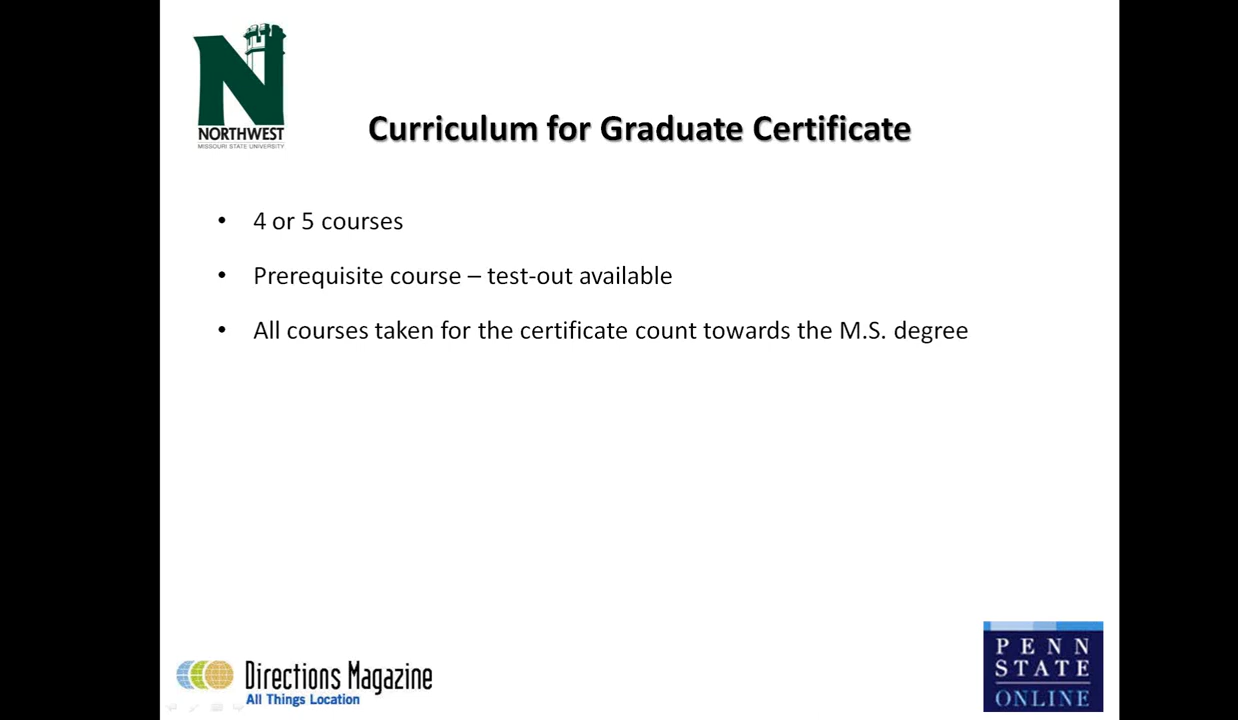 NORTHWEST
MISSOURI STATE UNIVERSITY
Curriculum for Graduate Certificate
• 4 or 5 courses
• Prerequisite course – test-out available
• All courses taken for the certificate count towards the M.S. degree
Directions Magazine
All Things Location
PENN
STATE
ONLINE